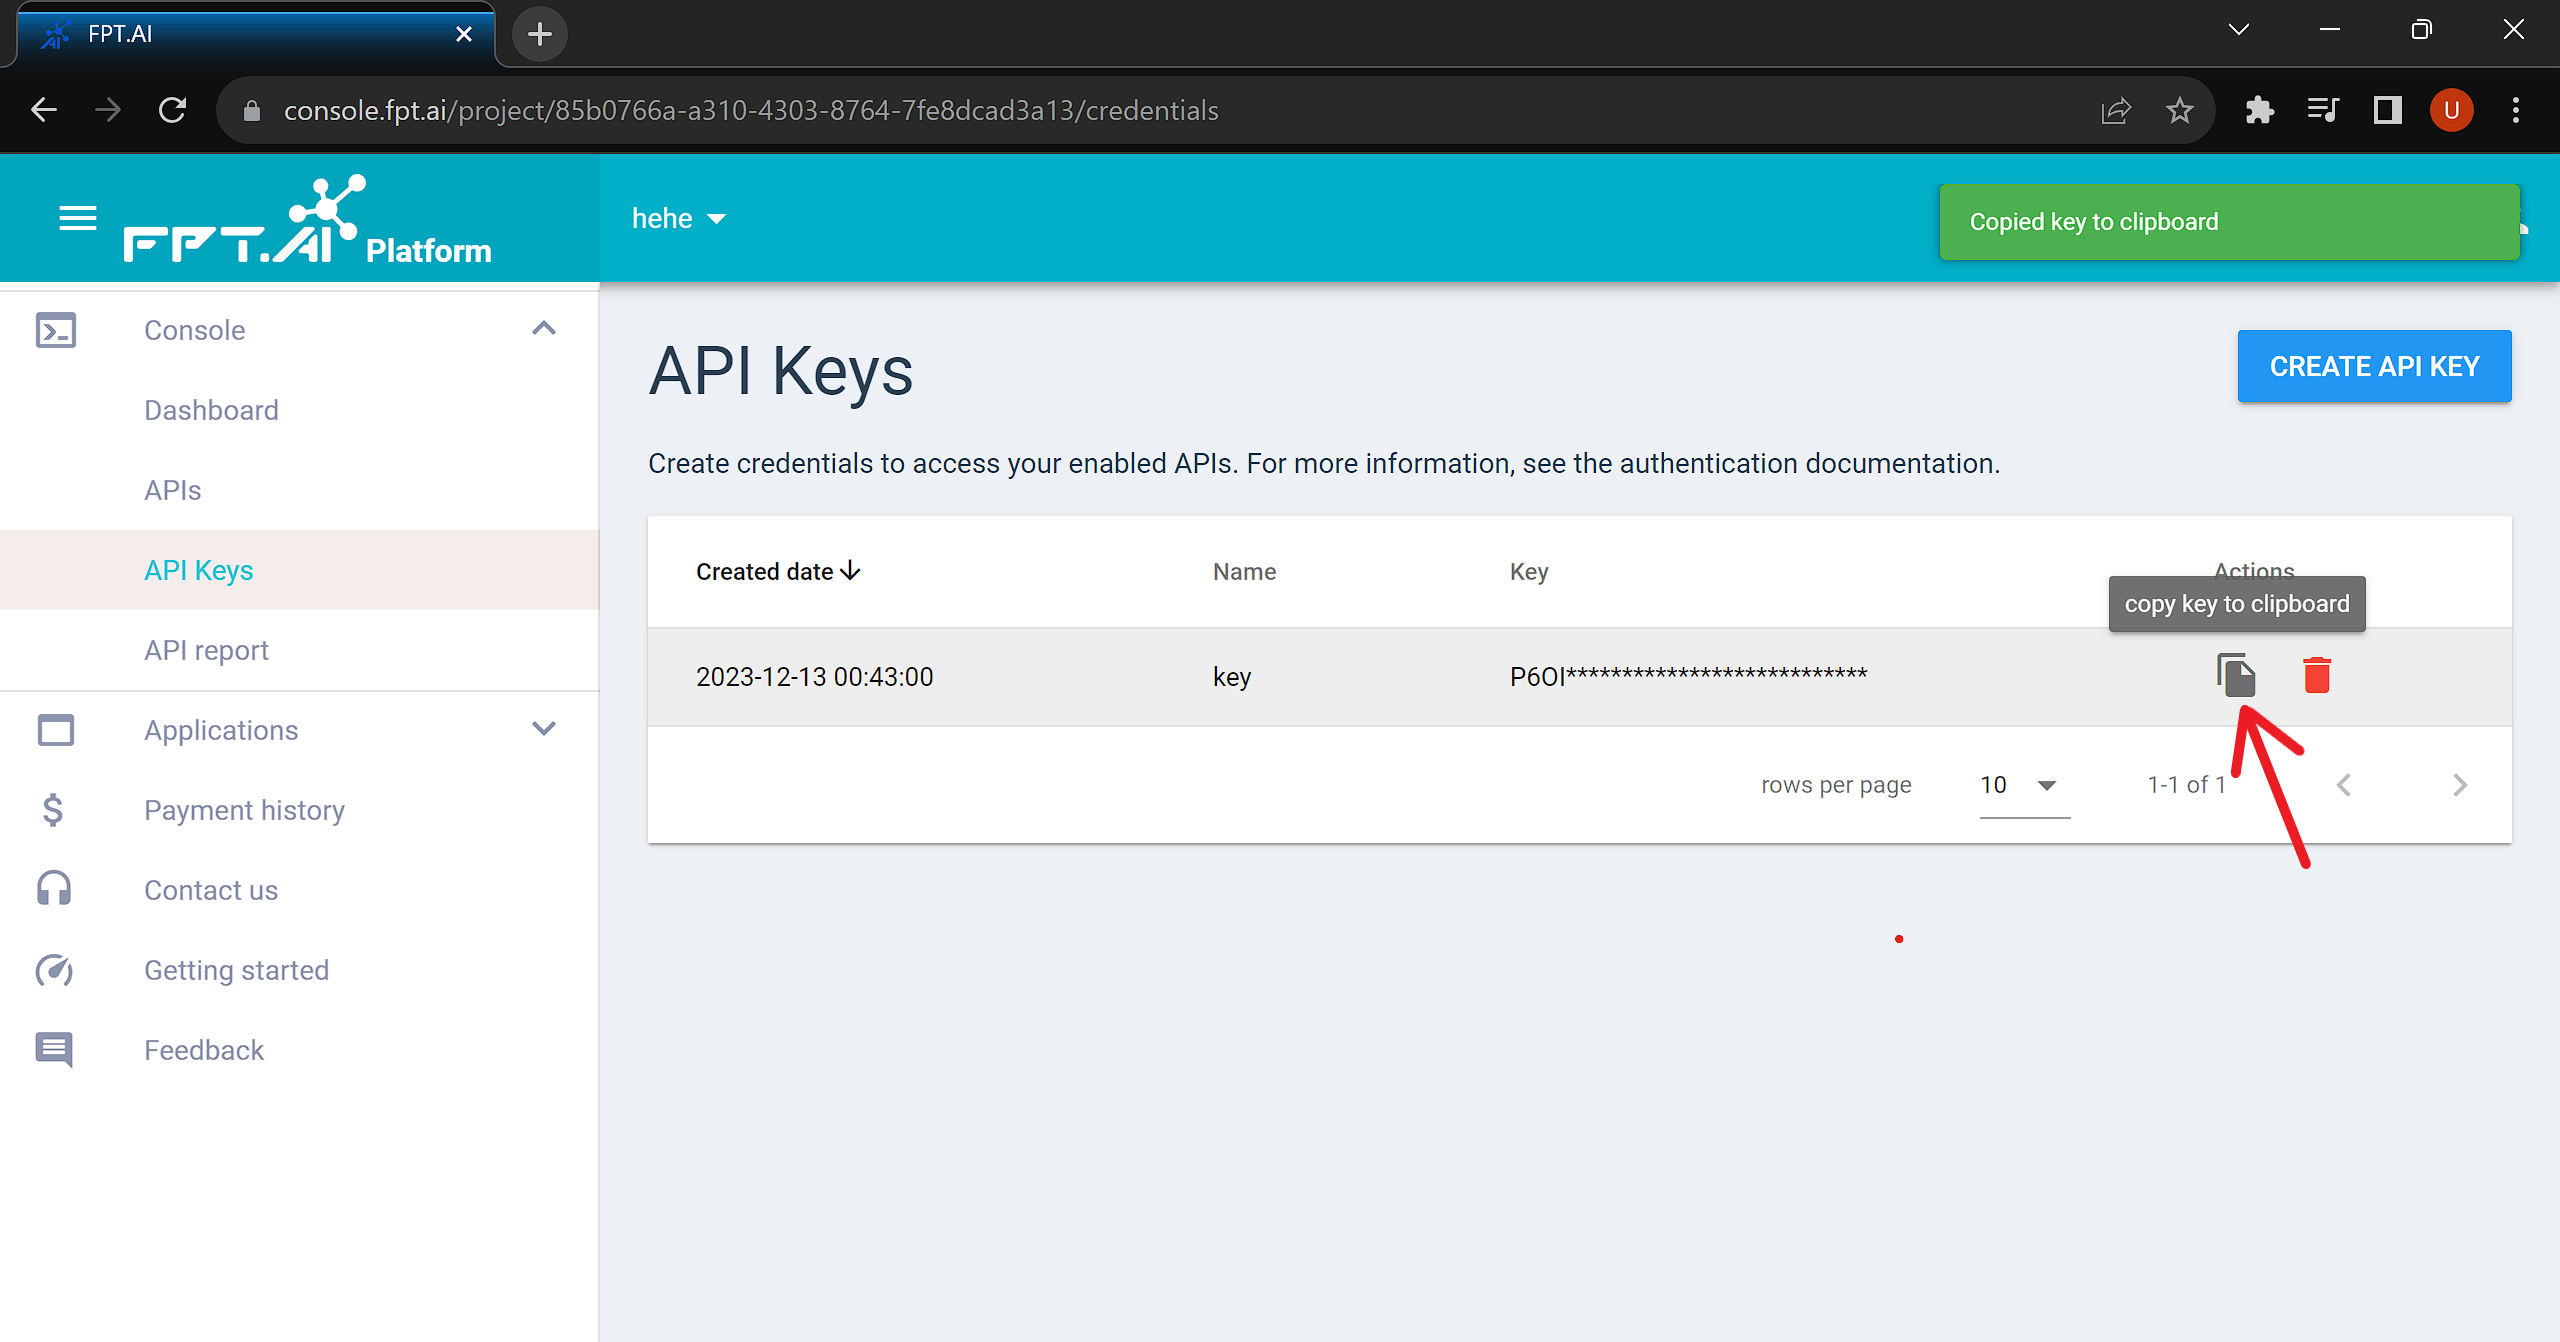 FPT.AI
console.fpt.ai/project/85b0766a-a310-4303-8764-7fe8dcad3a13/credentials
U
FPT.AI Platform
hehe
Copied key to clipboard
Console
Dashboard
APIs
API Keys
API report
Applications
Payment history
Contact us
Getting started
Feedback
API Keys
CREATE API KEY
Create credentials to access your enabled APIs. For more information, see the authentication documentation.
Created date Name Key Actions
copy key to clipboard
2023-12-13 00:43:00 key P6OI****************************
rows per page 10 1-1 of 1